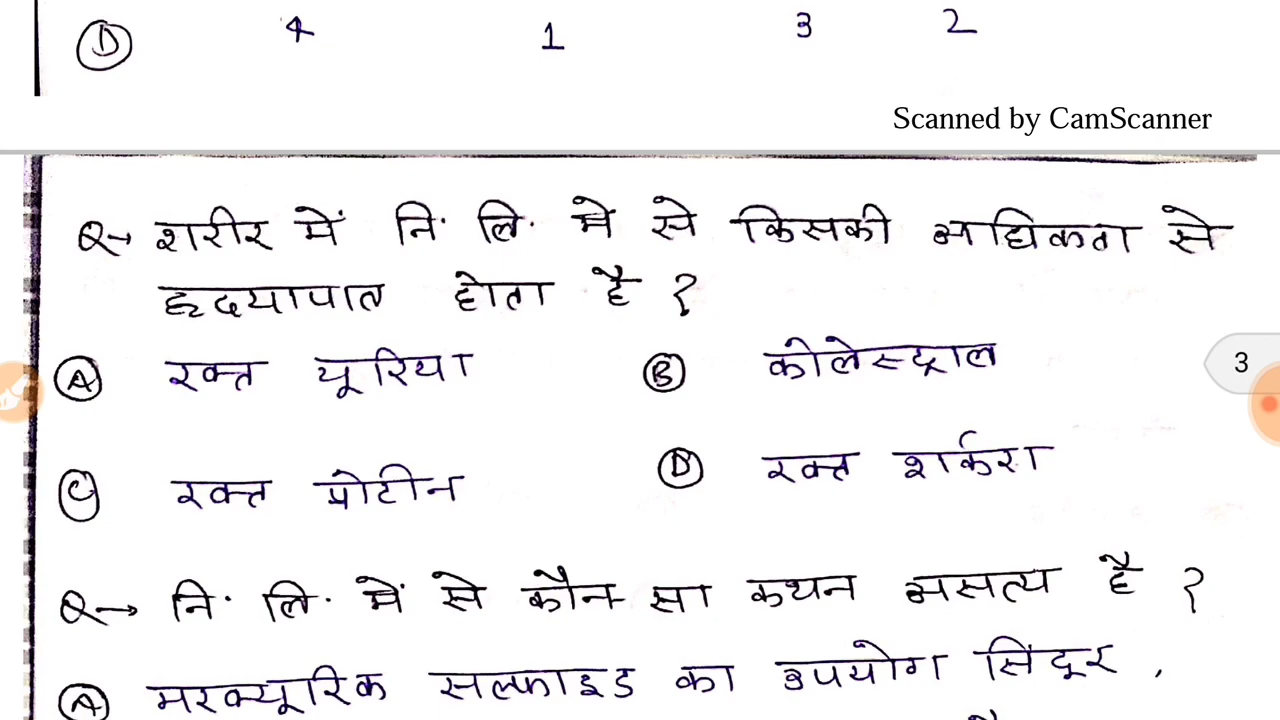 D 4 1 3 2
Scanned by CamScanner
Q→ शरीर में नि. लि. में से किसकी अधिकता से
हृदयापात होता है ?
A रक्त यूरिया B कोलेस्ट्राल
3
C रक्त प्रोटीन D रक्त शर्करा
Q→ नि. लि. में से कौन सा कथन असत्य है ?
A मरक्यूरिक सल्फाइड का उपयोग सिंदूर,